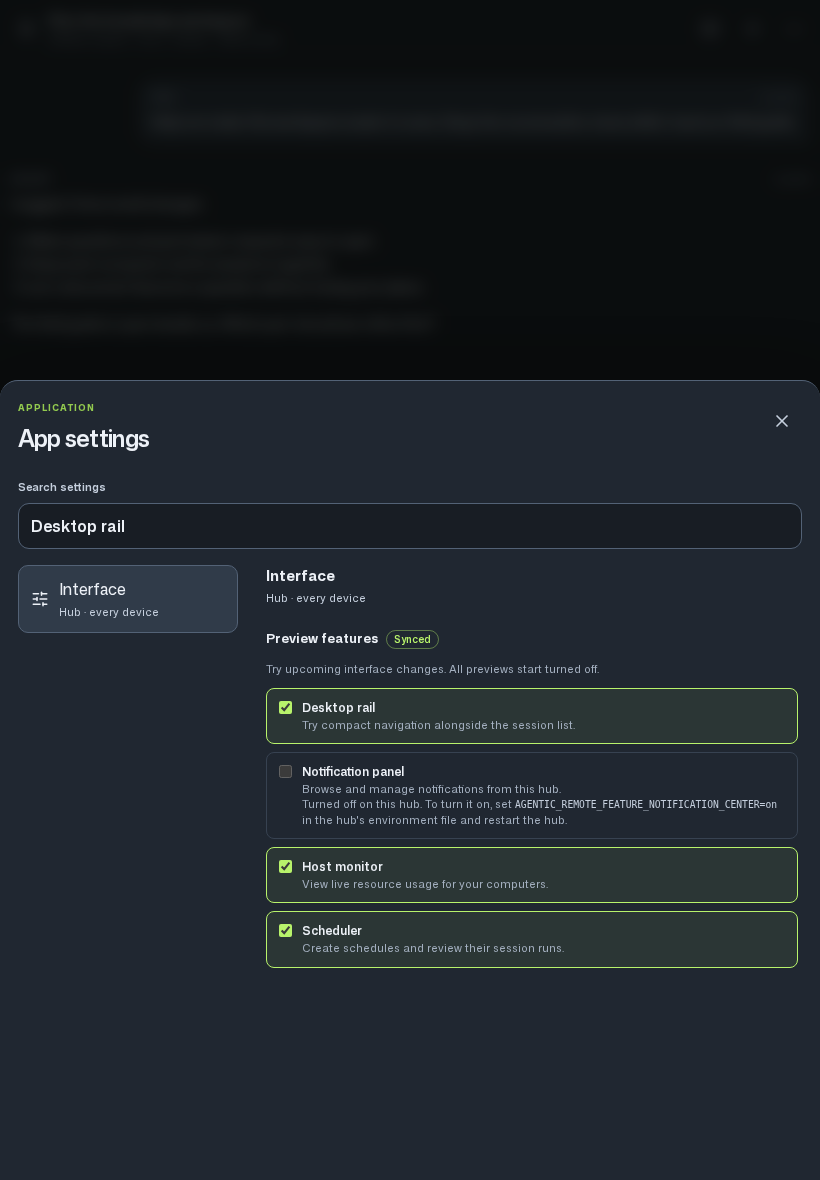 APPLICATION
App settings
Search settings
Desktop rail
Interface
Hub · every device
Interface
Hub · every device
Preview features Synced
Try upcoming interface changes. All previews start turned off.
Desktop rail
Try compact navigation alongside the session list.
Notification panel
Browse and manage notifications from this hub.
Turned off on this hub. To turn it on, set AGENTIC_REMOTE_FEATURE_NOTIFICATION_CENTER=on
in the hub's environment file and restart the hub.
Host monitor
View live resource usage for your computers.
Scheduler
Create schedules and review their session runs.